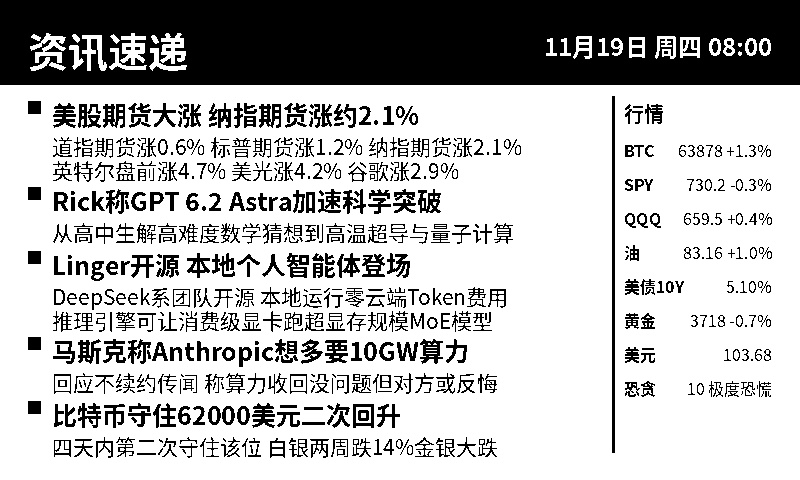 资讯速递
11月19日 周四 08:00
美股期货大涨 纳指期货涨约2.1%
道指期货涨0.6% 标普期货涨1.2% 纳指期货涨2.1%
英特尔盘前涨4.7% 美光涨4.2% 谷歌涨2.9%
Rick称GPT 6.2 Astra加速科学突破
从高中生解高难度数学猜想到高温超导与量子计算
Linger开源 本地个人智能体登场
DeepSeek系团队开源 本地运行零云端Token费用
推理引擎可让消费级显卡跑超显存规模MoE模型
马斯克称Anthropic想多要10GW算力
回应不续约传闻 称算力收回没问题但对方或反悔
比特币守住62000美元二次回升
四天内第二次守住该位 白银两周跌14%金银大跌
行情
BTC 63878 +1.3%
SPY 730.2 -0.3%
QQQ 659.5 +0.4%
油 83.16 +1.0%
美债10Y 5.10%
黄金 3718 -0.7%
美元 103.68
恐贪 10 极度恐慌